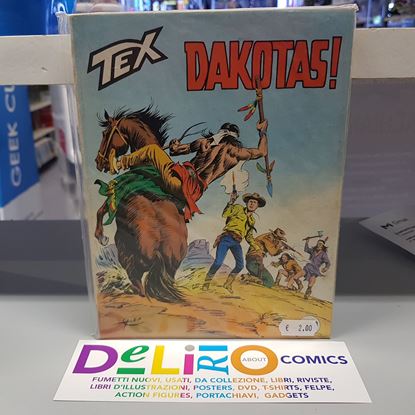 TEX
DAKOTAS!
GEEK CU
€ 2.00
DeLiRiO ABOUT COMICS
FUMETTI NUOVI, USATI, DA COLLEZIONE, LIBRI, RIVISTE,
LIBRI D'ILLUSTRAZIONI, POSTERS, DVD, T-SHIRTS, FELPE,
ACTION FIGURES, PORTACHIAVI, GADGETS